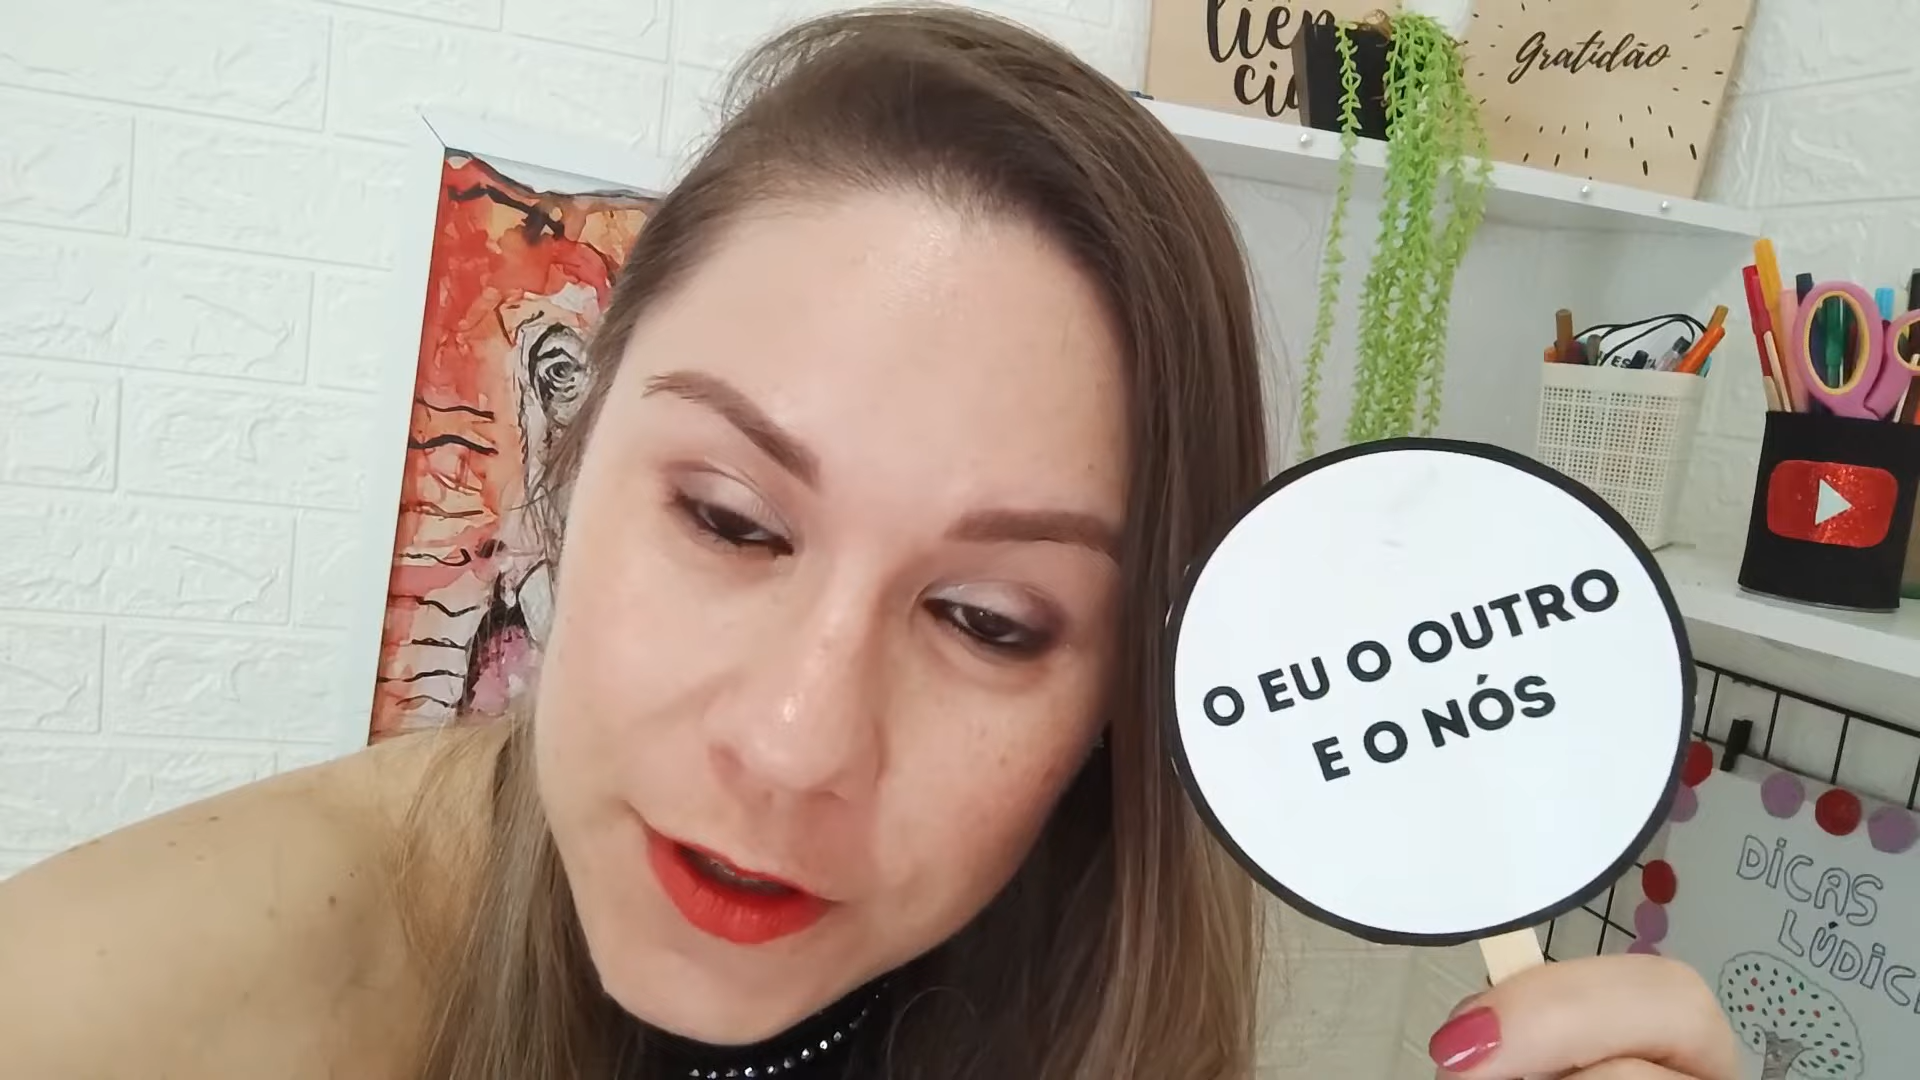 Gratidão
O EU O OUTRO
E O NÓS
DICAS